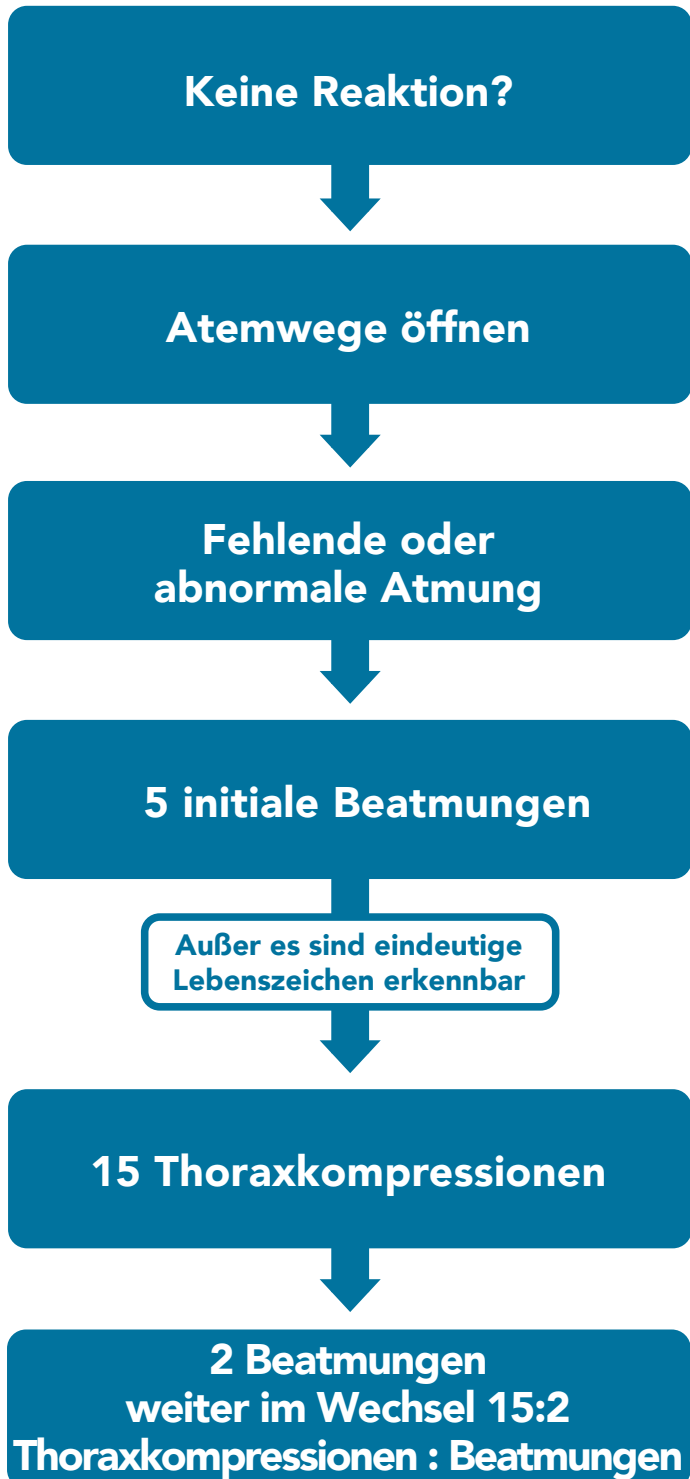 Keine Reaktion?
Atemwege öffnen
Fehlende oder
abnormale Atmung
5 initiale Beatmungen
Außer es sind eindeutige
Lebenszeichen erkennbar
15 Thoraxkompressionen
2 Beatmungen
weiter im Wechsel 15:2
Thoraxkompressionen : Beatmungen